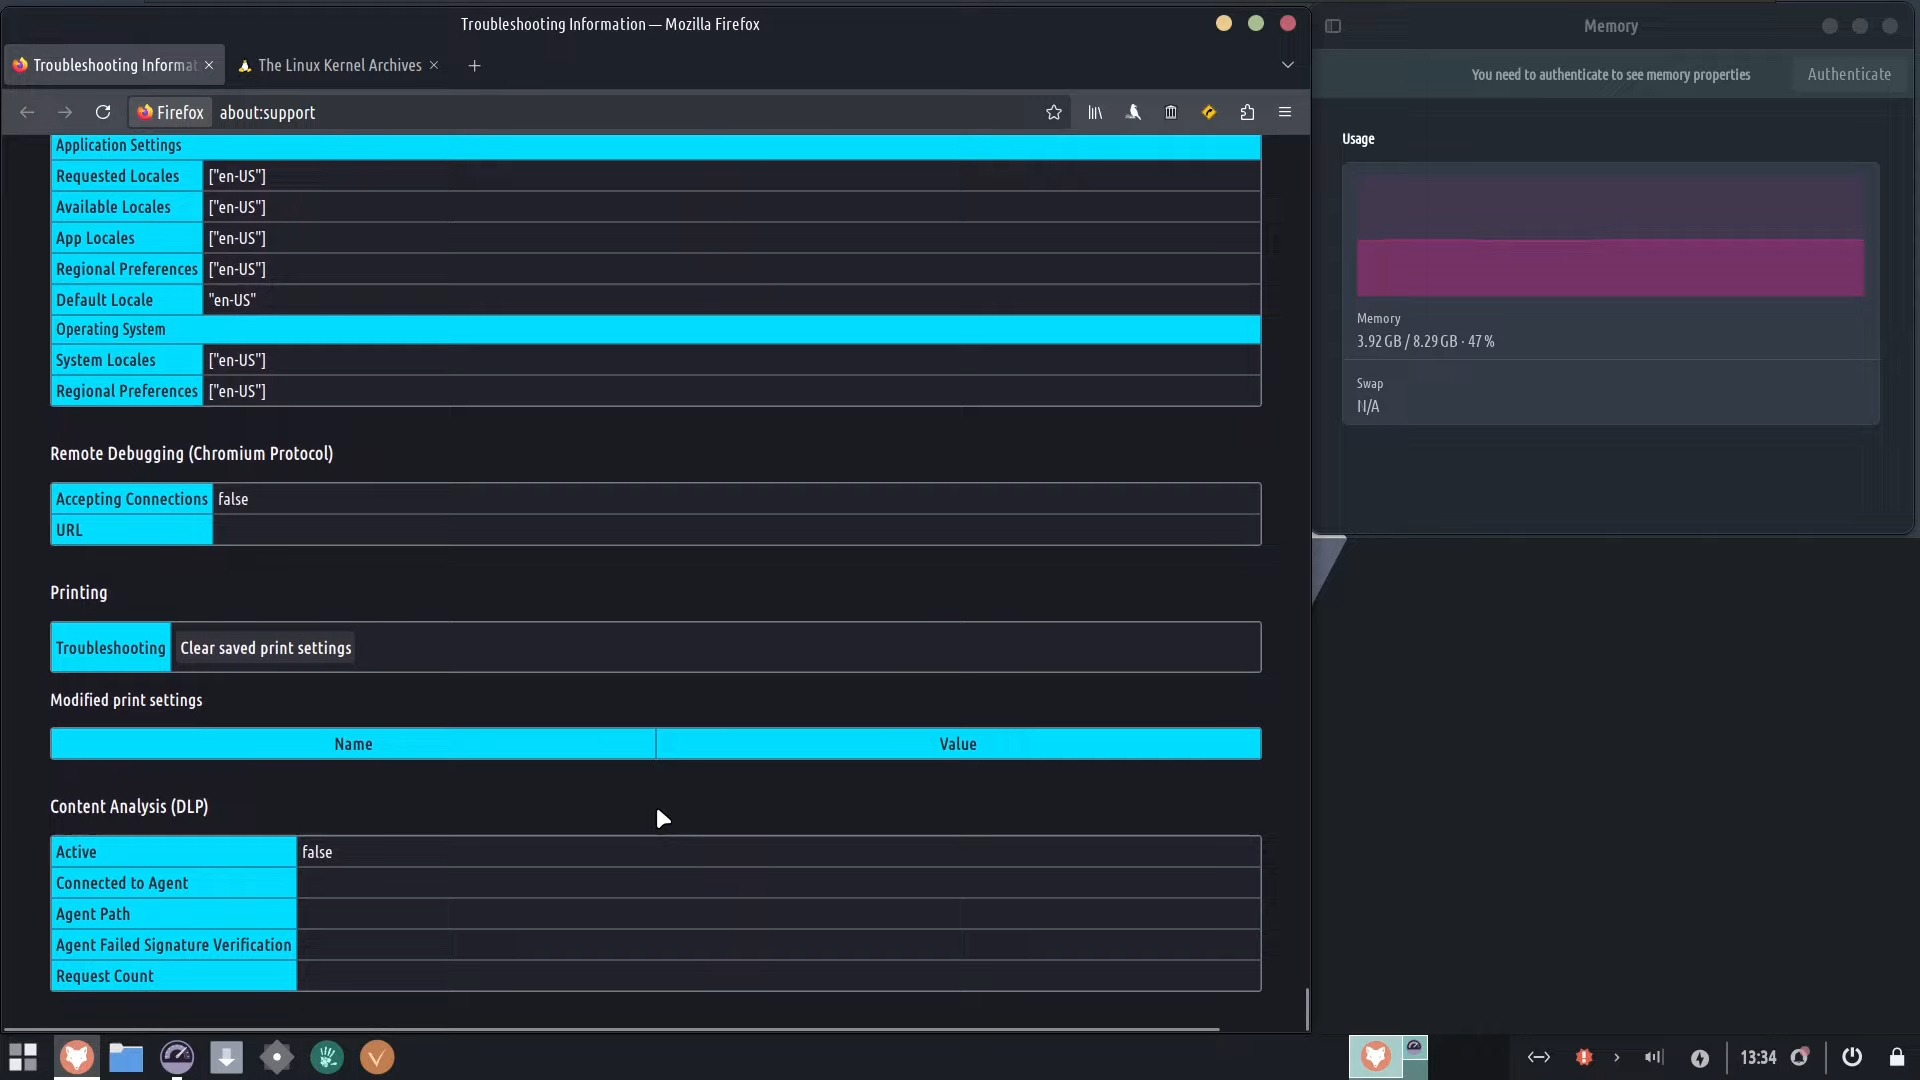 Troubleshooting Information — Mozilla Firefox
Troubleshooting Informat
The Linux Kernel Archives
Firefox about:support
Application Settings
Requested Locales ["en-US"]
Available Locales ["en-US"]
App Locales ["en-US"]
Regional Preferences ["en-US"]
Default Locale "en-US"
Operating System
System Locales ["en-US"]
Regional Preferences ["en-US"]
Remote Debugging (Chromium Protocol)
Accepting Connections false
URL
Printing
Troubleshooting Clear saved print settings
Modified print settings
Name Value
Content Analysis (DLP)
Active false
Connected to Agent
Agent Path
Agent Failed Signature Verification
Request Count
Memory
You need to authenticate to see memory properties Authenticate
Usage
Memory
3.92 GB / 8.29 GB · 47 %
Swap
N/A
13:34